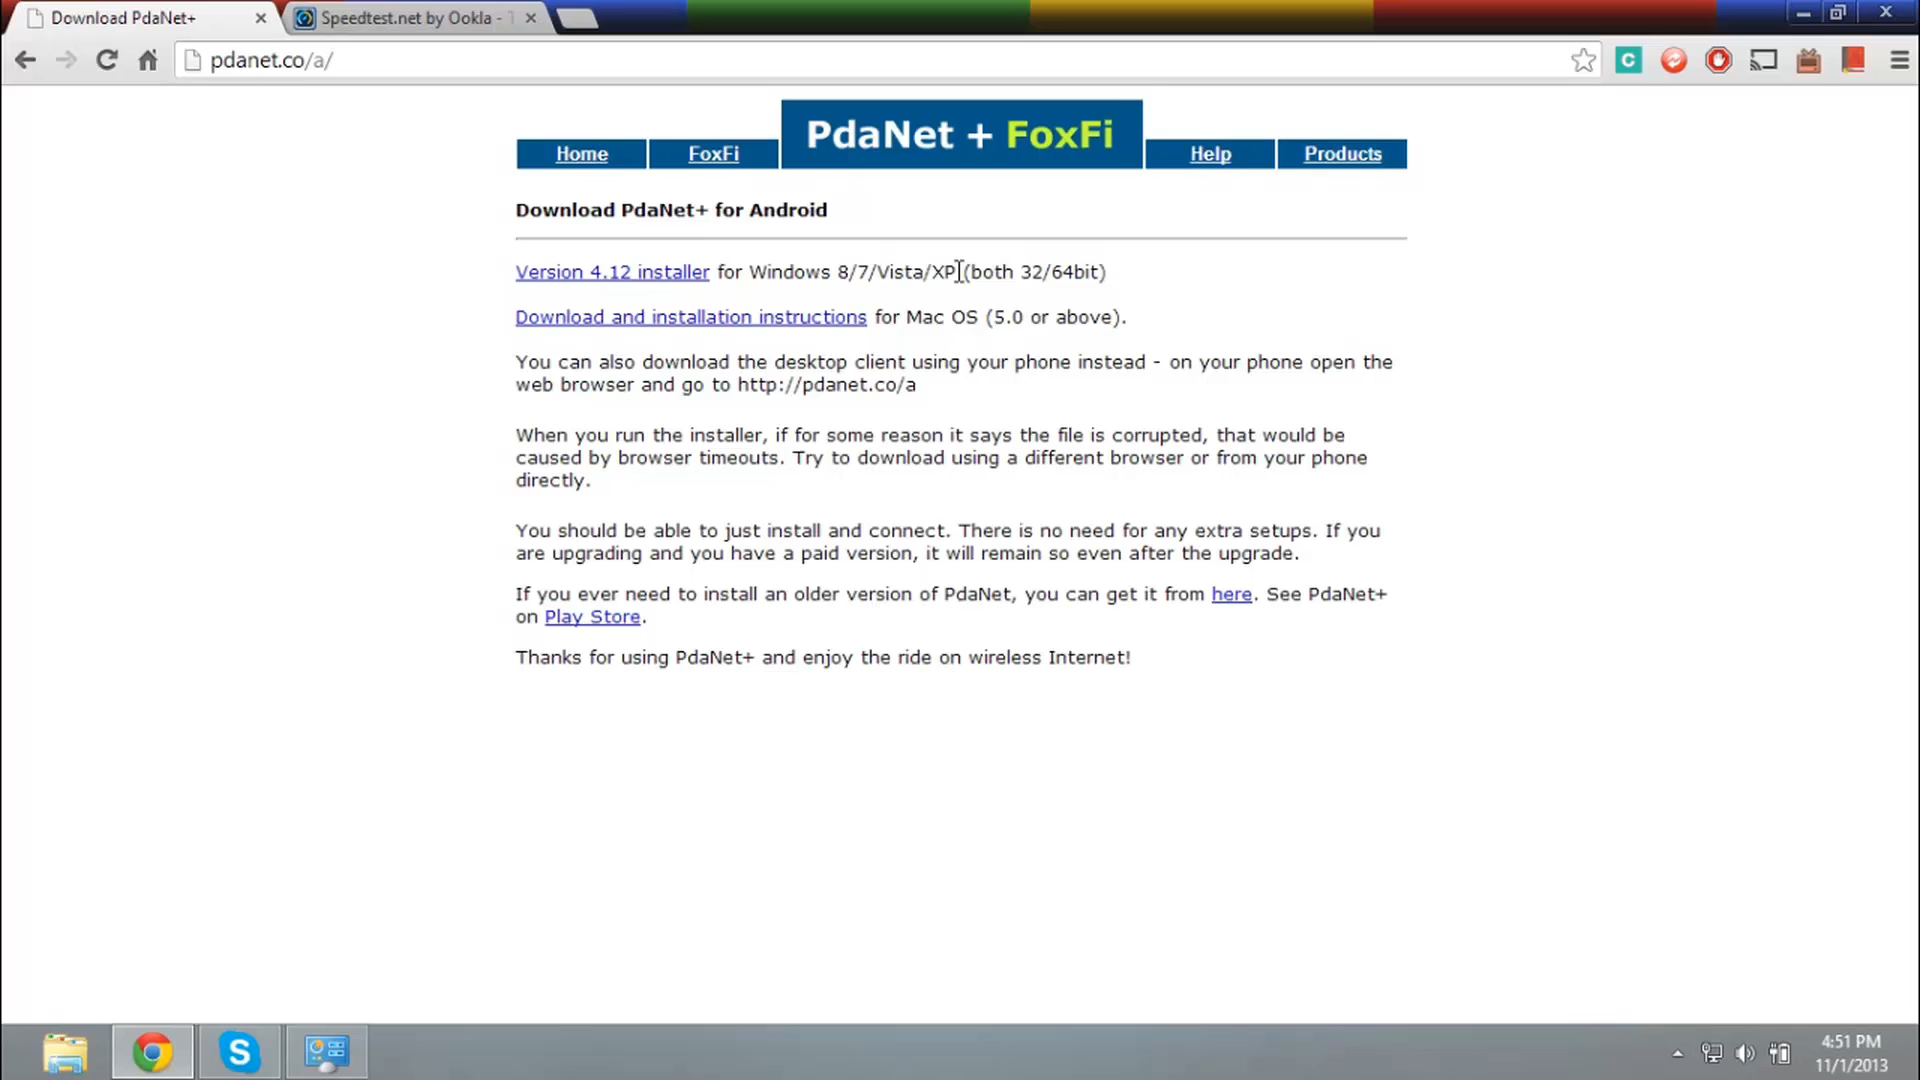 Download PdaNet+
Speedtest.net by Ookla - T
pdanet.co/a/
Home
FoxFi
PdaNet + FoxFi
Help
Products
Download PdaNet+ for Android
Version 4.12 installer for Windows 8/7/Vista/XP (both 32/64bit)
Download and installation instructions for Mac OS (5.0 or above).
You can also download the desktop client using your phone instead - on your phone open the
web browser and go to http://pdanet.co/a
When you run the installer, if for some reason it says the file is corrupted, that would be
caused by browser timeouts. Try to download using a different browser or from your phone
directly.
You should be able to just install and connect. There is no need for any extra setups. If you
are upgrading and you have a paid version, it will remain so even after the upgrade.
If you ever need to install an older version of PdaNet, you can get it from here. See PdaNet+
on Play Store.
Thanks for using PdaNet+ and enjoy the ride on wireless Internet!
4:51 PM
11/1/2013